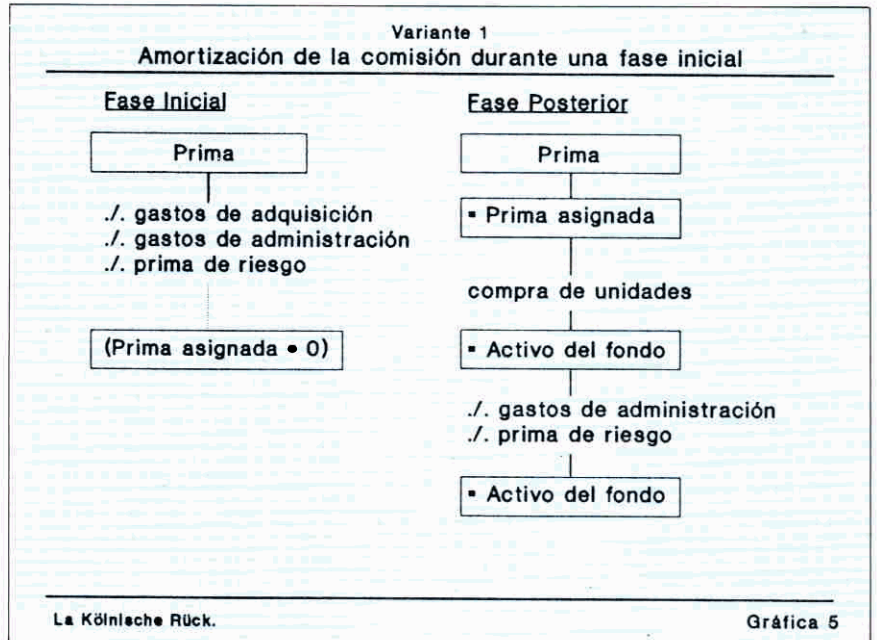 Variante 1
Amortización de la comisión durante una fase inicial
Fase Inicial
Prima
./. gastos de adquisición
./. gastos de administración
./. prima de riesgo
(Prima asignada • 0)
Fase Posterior
Prima
▪ Prima asignada
compra de unidades
▪ Activo del fondo
./. gastos de administración
./. prima de riesgo
▪ Activo del fondo
La Kölnische Rück.
Gráfica 5